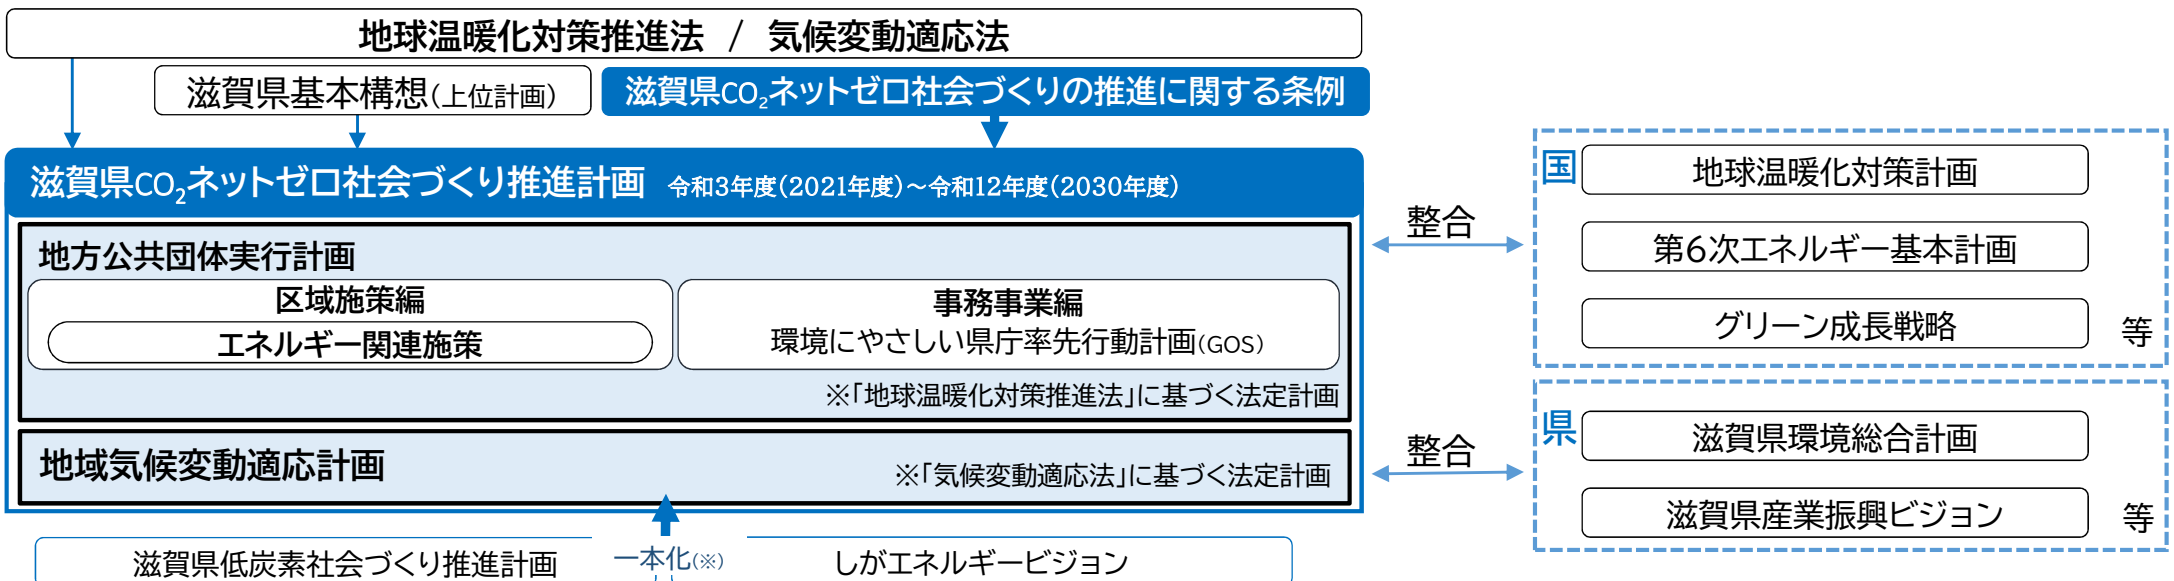 地球温暖化対策推進法 / 気候変動適応法
滋賀県基本構想(上位計画)
滋賀県CO₂ネットゼロ社会づくりの推進に関する条例
滋賀県CO₂ネットゼロ社会づくり推進計画 令和3年度(2021年度)～令和12年度(2030年度)
地方公共団体実行計画
区域施策編
エネルギー関連施策
事務事業編
環境にやさしい県庁率先行動計画(GOS)
※「地球温暖化対策推進法」に基づく法定計画
地域気候変動適応計画
※「気候変動適応法」に基づく法定計画
滋賀県低炭素社会づくり推進計画
一本化(※)
しがエネルギービジョン
整合
国
地球温暖化対策計画
第6次エネルギー基本計画
グリーン成長戦略
等
整合
県
滋賀県環境総合計画
滋賀県産業振興ビジョン
等